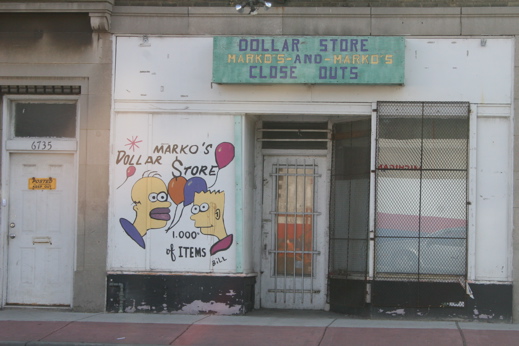 DOLLAR STORE
MARKO'S-AND-MARKO'S
CLOSE OUTS
6735
MARKO'S
DOLLAR STORE
1.000'
of ITEMS
BiLL